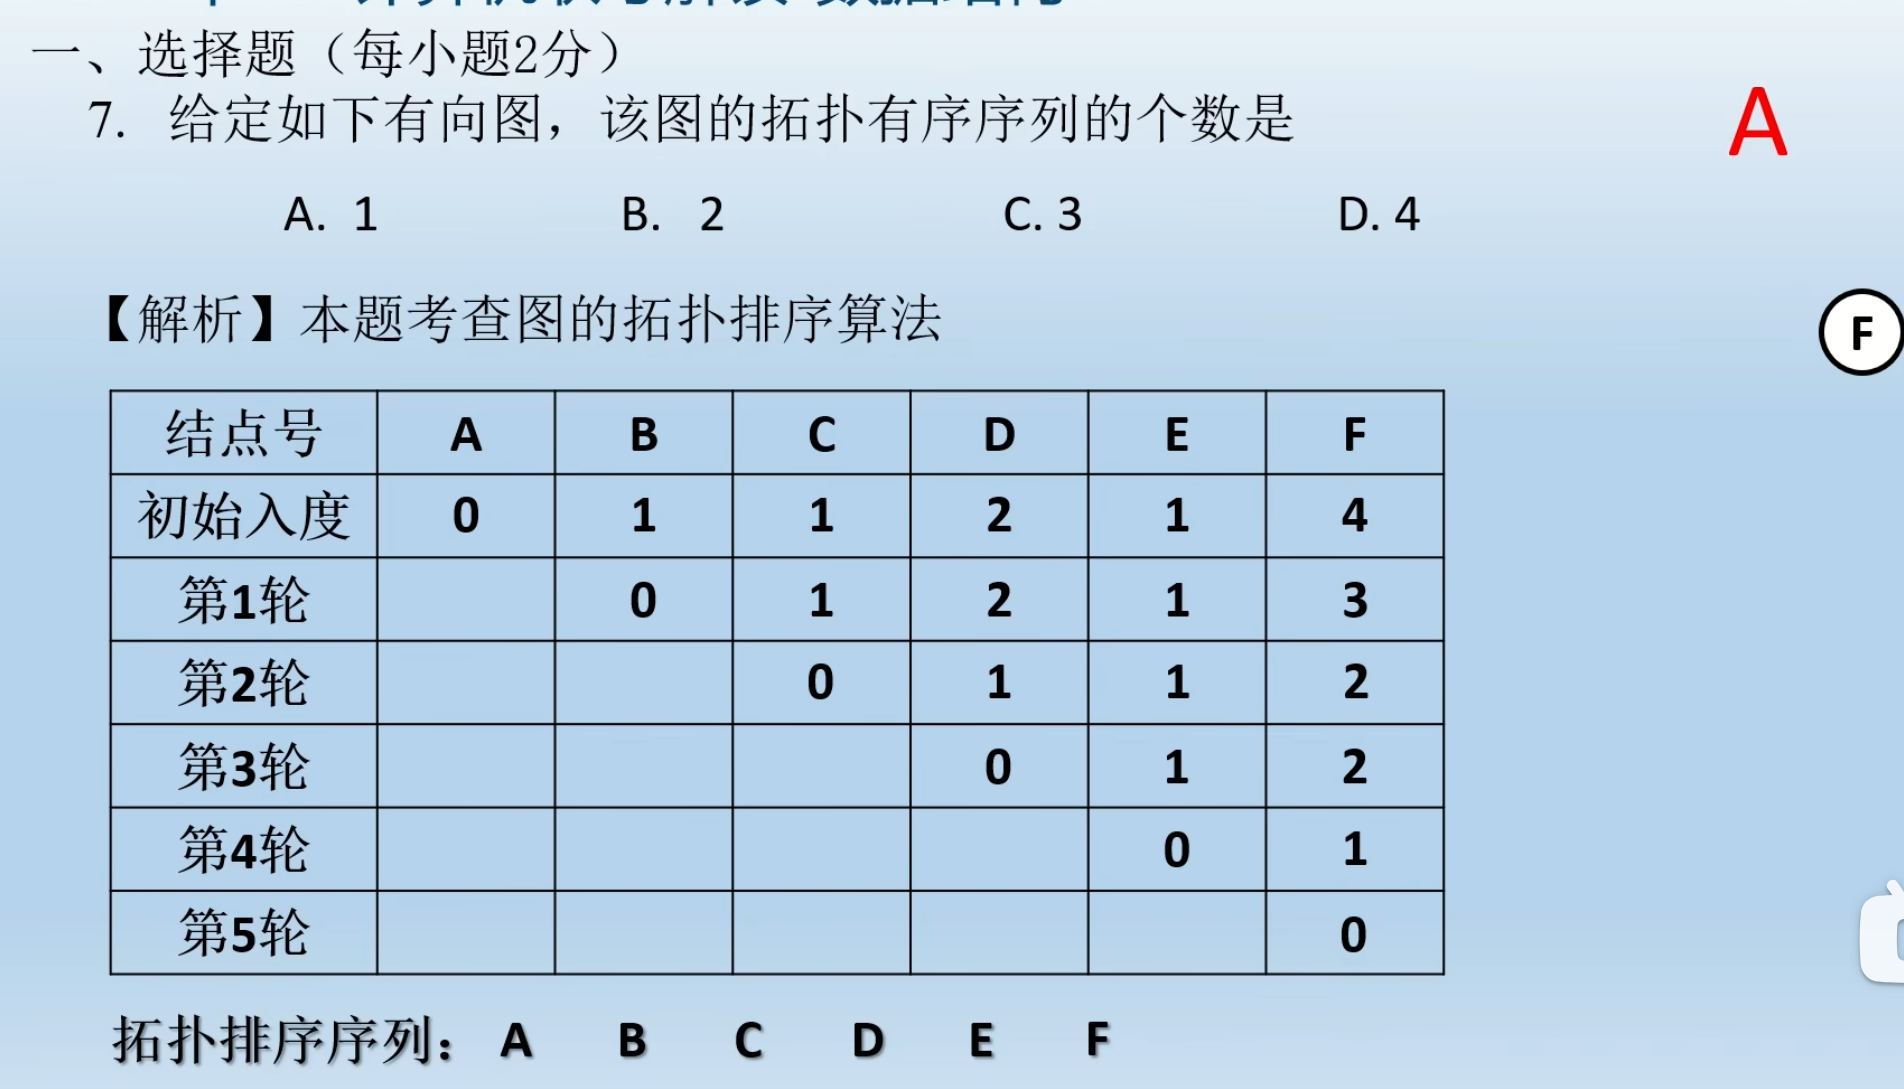 一、选择题（每小题2分）
7. 给定如下有向图，该图的拓扑有序序列的个数是
A
A. 1 B. 2 C. 3 D. 4
【解析】本题考查图的拓扑排序算法
F
结点号 A B C D E F
初始入度 0 1 1 2 1 4
第1轮 0 1 2 1 3
第2轮 0 1 1 2
第3轮 0 1 2
第4轮 0 1
第5轮 0
拓扑排序序列： A B C D E F